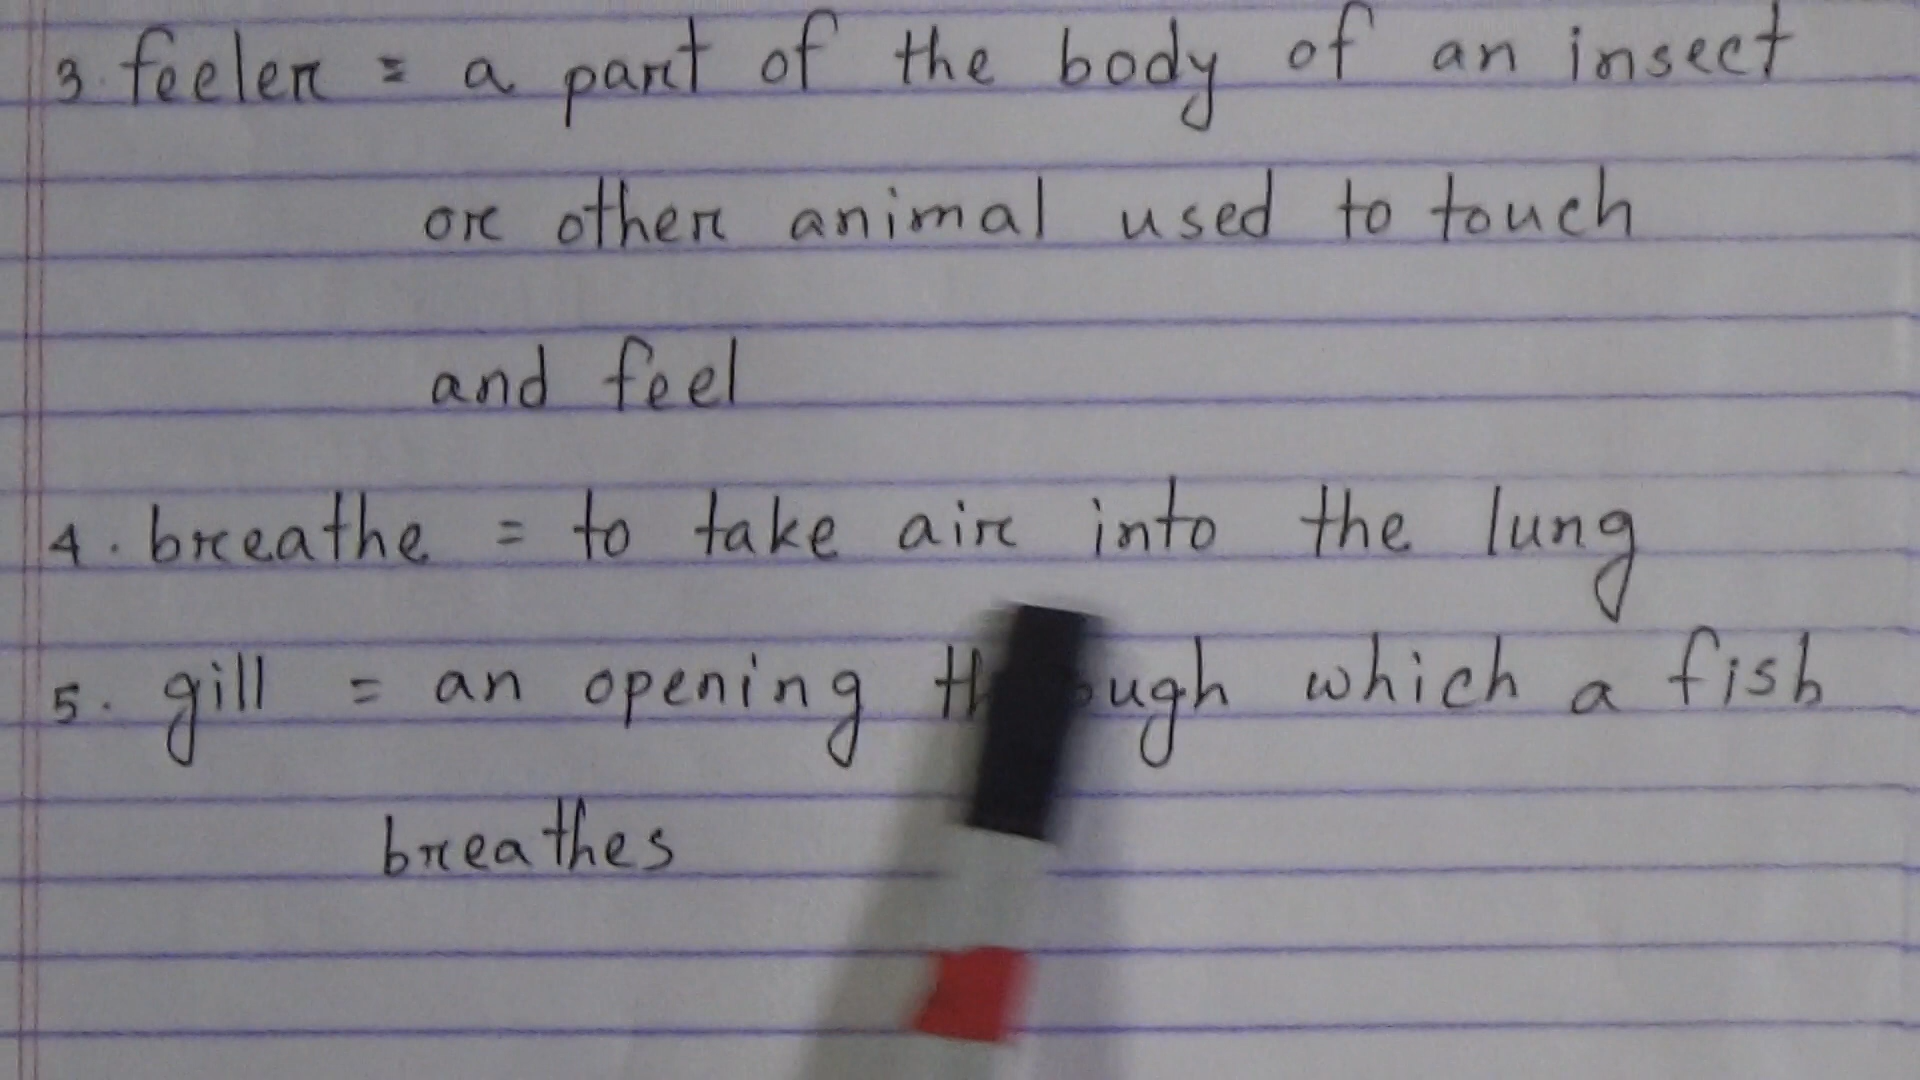 3. feeler = a part of the body of an insect
or other animal used to touch
and feel
4. breathe = to take air into the lung
5. gill = an opening through which a fish
breathes